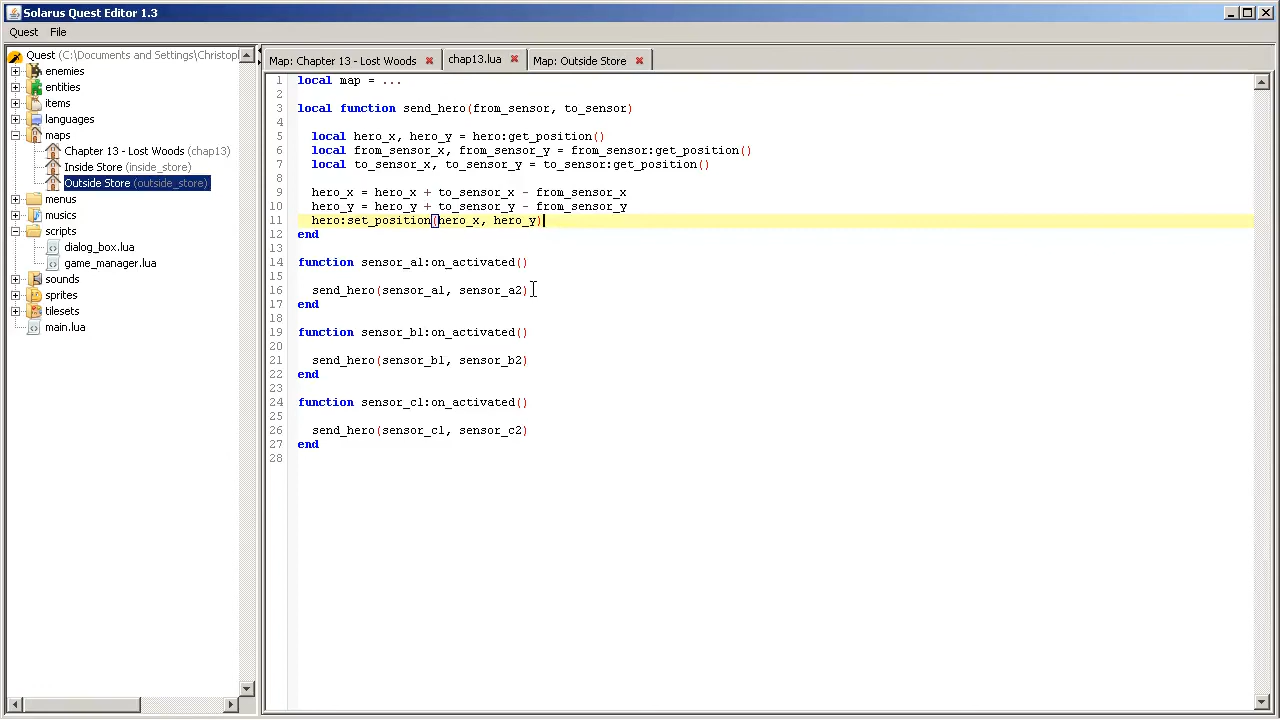 Solarus Quest Editor 1.3
Quest File
Quest (C:\Documents and Settings\Christopl
enemies
entities
items
languages
maps
Chapter 13 - Lost Woods (chap13)
Inside Store (inside_store)
Outside Store (outside_store)
menus
musics
scripts
dialog_box.lua
game_manager.lua
sounds
sprites
tilesets
main.lua
Map: Chapter 13 - Lost Woods chap13.lua Map: Outside Store
1 local map = ...
2
3 local function send_hero(from_sensor, to_sensor)
4
5 local hero_x, hero_y = hero:get_position()
6 local from_sensor_x, from_sensor_y = from_sensor:get_position()
7 local to_sensor_x, to_sensor_y = to_sensor:get_position()
8
9 hero_x = hero_x + to_sensor_x - from_sensor_x
10 hero_y = hero_y + to_sensor_y - from_sensor_y
11 hero:set_position(hero_x, hero_y)
12 end
13
14 function sensor_a1:on_activated()
15
16 send_hero(sensor_a1, sensor_a2)
17 end
18
19 function sensor_b1:on_activated()
20
21 send_hero(sensor_b1, sensor_b2)
22 end
23
24 function sensor_c1:on_activated()
25
26 send_hero(sensor_c1, sensor_c2)
27 end
28